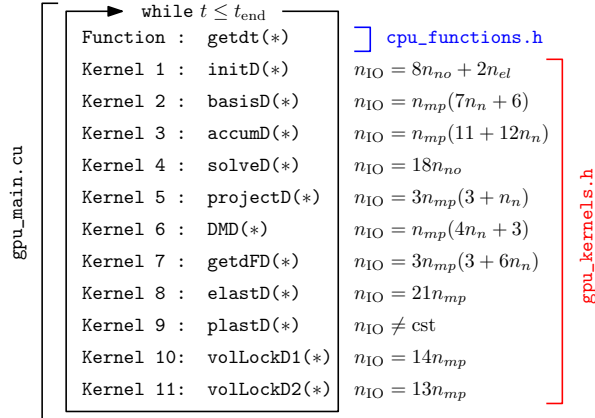 while t ≤ t_end
Function : getdt(*) cpu_functions.h
Kernel 1 : initD(*) n_IO = 8n_no + 2n_el
Kernel 2 : basisD(*) n_IO = n_mp(7n_n + 6)
Kernel 3 : accumD(*) n_IO = n_mp(11 + 12n_n)
Kernel 4 : solveD(*) n_IO = 18n_no
Kernel 5 : projectD(*) n_IO = 3n_mp(3 + n_n)
Kernel 6 : DMD(*) n_IO = n_mp(4n_n + 3)
Kernel 7 : getdFD(*) n_IO = 3n_mp(3 + 6n_n)
Kernel 8 : elastD(*) n_IO = 21n_mp
Kernel 9 : plastD(*) n_IO ≠ cst
Kernel 10: volLockD1(*) n_IO = 14n_mp
Kernel 11: volLockD2(*) n_IO = 13n_mp
gpu_main.cu
gpu_kernels.h